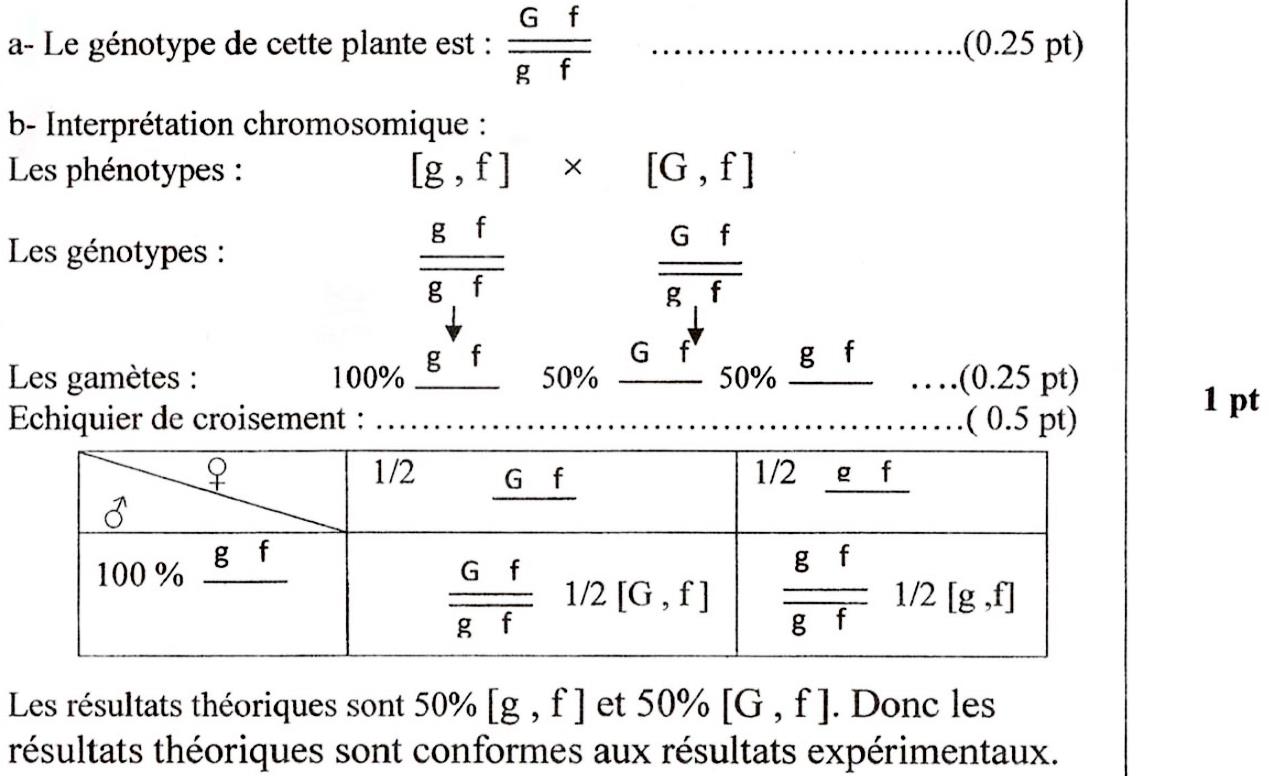 G f
a- Le génotype de cette plante est : ............................(0.25 pt)
g f
b- Interprétation chromosomique :
Les phénotypes : [g , f ] × [G , f ]
g f G f
Les génotypes :
g f g f
g f G f g f
Les gamètes : 100% 50% 50% ....(0.25 pt)
Echiquier de croisement : ......................................................( 0.5 pt)
1 pt
♀ 1/2 G f 1/2 g f
♂
100 % g f
G f
1/2 [G , f ]
g f
g f
1/2 [g ,f]
g f
Les résultats théoriques sont 50% [g , f ] et 50% [G , f ]. Donc les
résultats théoriques sont conformes aux résultats expérimentaux.